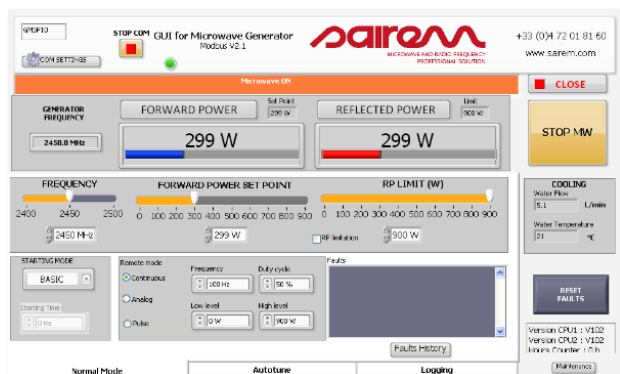 GMSP10
COM SETTINGS
STOP COM
GUI for Microwave Generator
Modbus V2.1
sairem
MICROWAVE AND RADIO FREQUENCY
PROFESSIONAL SOLUTION
+33 (0)4 72 01 81 60
www.sairem.com
Microwave ON
CLOSE
GENERATOR
FREQUENCY
2450.0 MHz
FORWARD POWER
Set Point
299 W
299 W
REFLECTED POWER
Limit
900 W
299 W
STOP MW
FREQUENCY
2400 2450 2500
2450 MHz
FORWARD POWER SET POINT
0 100 200 300 400 500 600 700 800 900
299 W
RP LIMIT (W)
0 100 200 300 400 500 600 700 800 900
RF limitation
900 W
COOLING
Water Flow
5.1 L/min
Water Temperature
21 °C
STARTING MODE
BASIC
Starting Time
0 ms
Remote mode
Continuous
Analog
Pulse
Frequency
100 Hz
Duty cycle
50 %
Low level
0 W
High level
900 W
Faults
Faults History
RESET
FAULTS
Version CPU1 : V102
Version CPU2 : V102
Hours Counter : 0 h
Maintenance
Normal Mode
Autotune
Logging